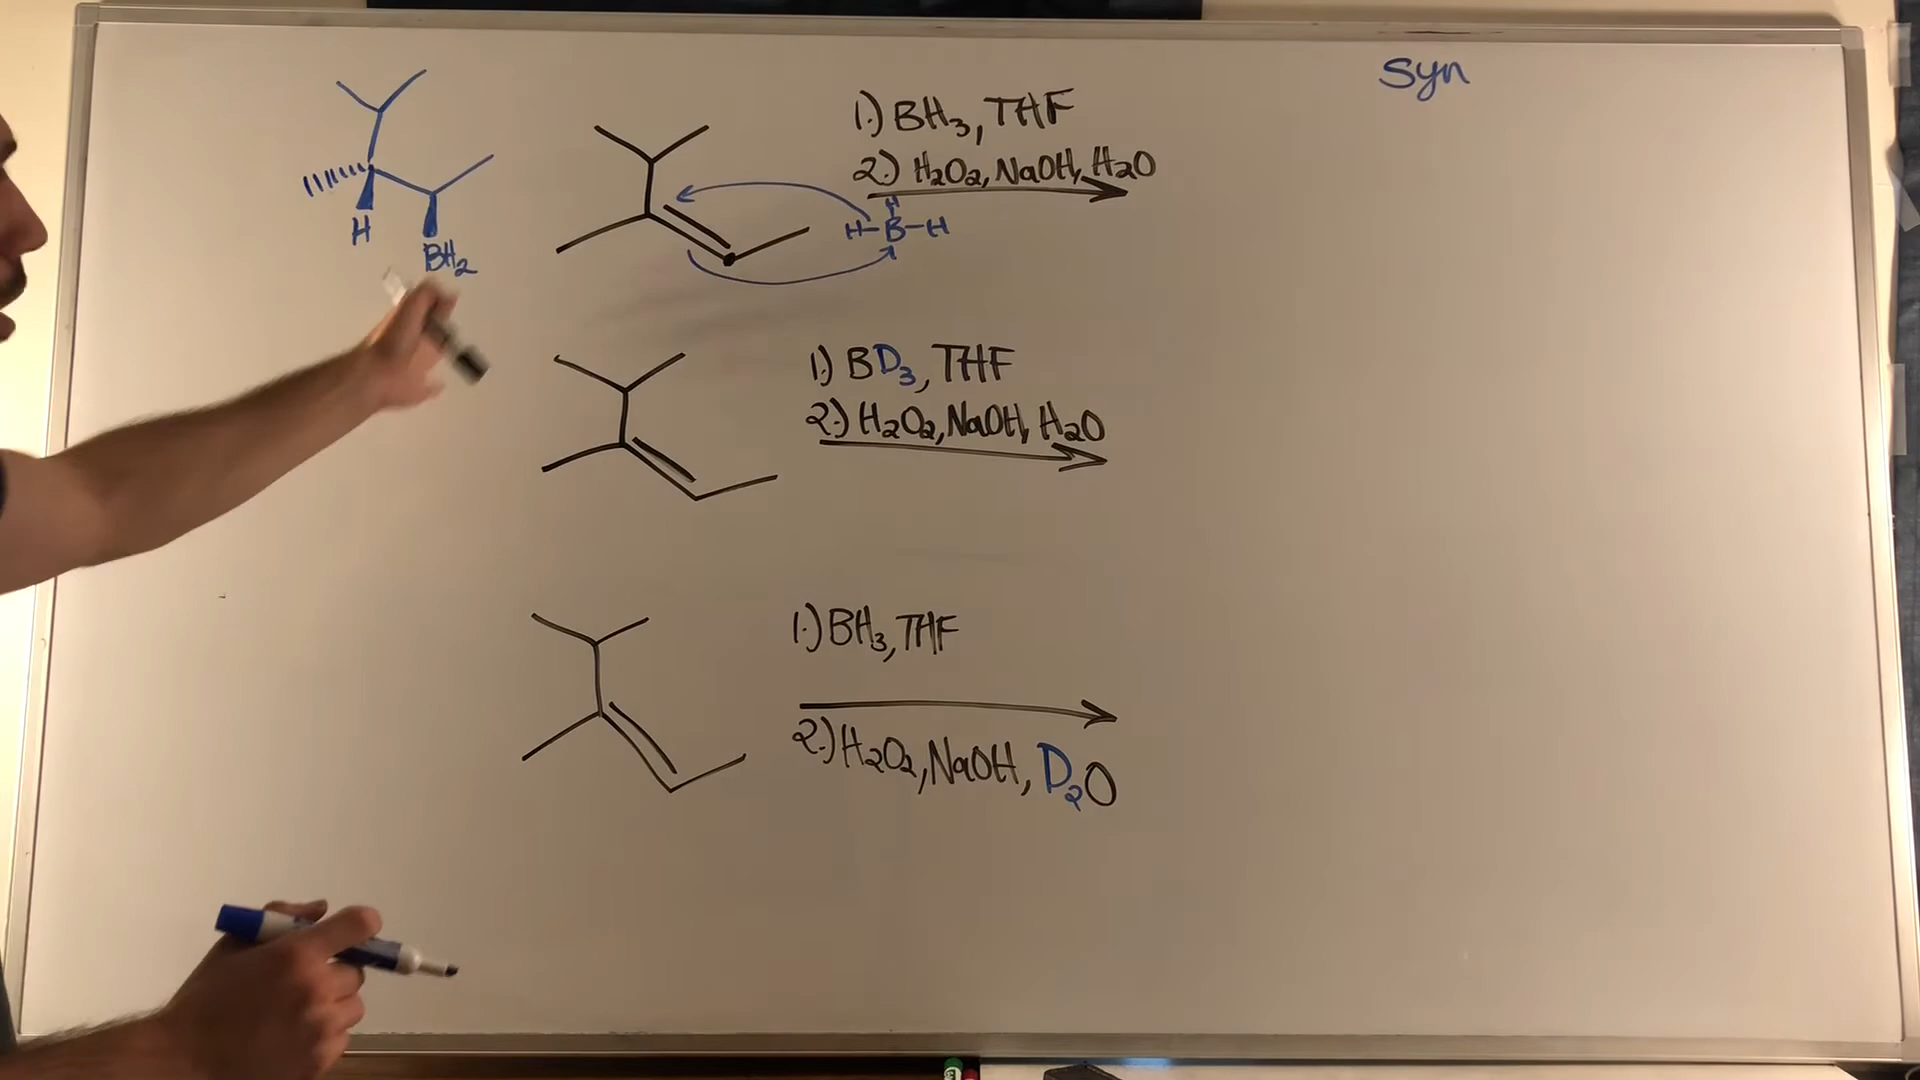 Syn
1.) BH₃, THF
2.) H₂O₂, NaOH, H₂O
H
H-B-H
H
BH₂
1.) BD₃, THF
2.) H₂O₂, NaOH, H₂O
1.) BH₃, THF
2.) H₂O₂, NaOH, D₂O